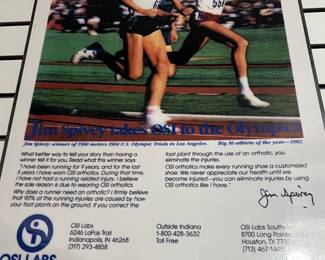 Jim Spivey takes OSI to the Olympics
Jim Spivey: winner of 1500 meters 1984 U.S. Olympic Trials in Los Angeles. Big 10 athlete of the year—1982.
What better way to tell your story than having a
winner tell it for you. Read what this winner says:
"I have been running for 9 years, and for the last
5 years I have worn OSI orthotics. During that time,
I have not had a running related injury. I believe
the sole reason is due to wearing OSI orthotics.
Why does a runner need an orthotic? I firmly believe
that 90% of the running injuries are caused by how
your foot plants on the ground. If you correct the
foot plant through the use of an orthotic, you
eliminate the injuries.
OSI orthotics make every running shoe a customized
shoe. We never appreciate our health until we
become injured—you can eliminate injuries by using
OSI orthotics like I have."
Jim Spivey
OSI LABS
OSI Labs
6246 LaPas Trail
Indianapolis, IN 46268
(317) 293-4858
Outside Indiana
1-800-428-3632
Toll Free
OSI Labs South
8700 Long Point
Houston, TX
(713) 467-